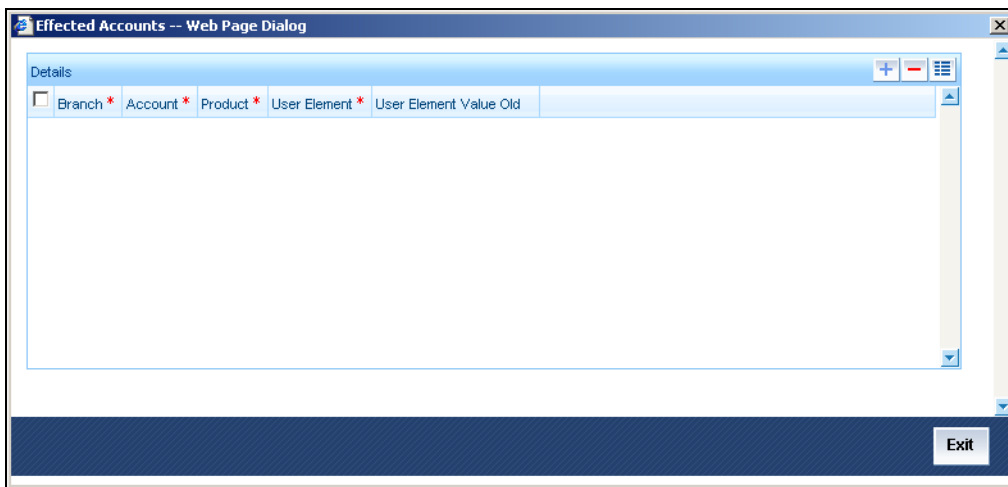 Effected Accounts -- Web Page Dialog
Details
Branch * Account * Product * User Element * User Element Value Old
Exit